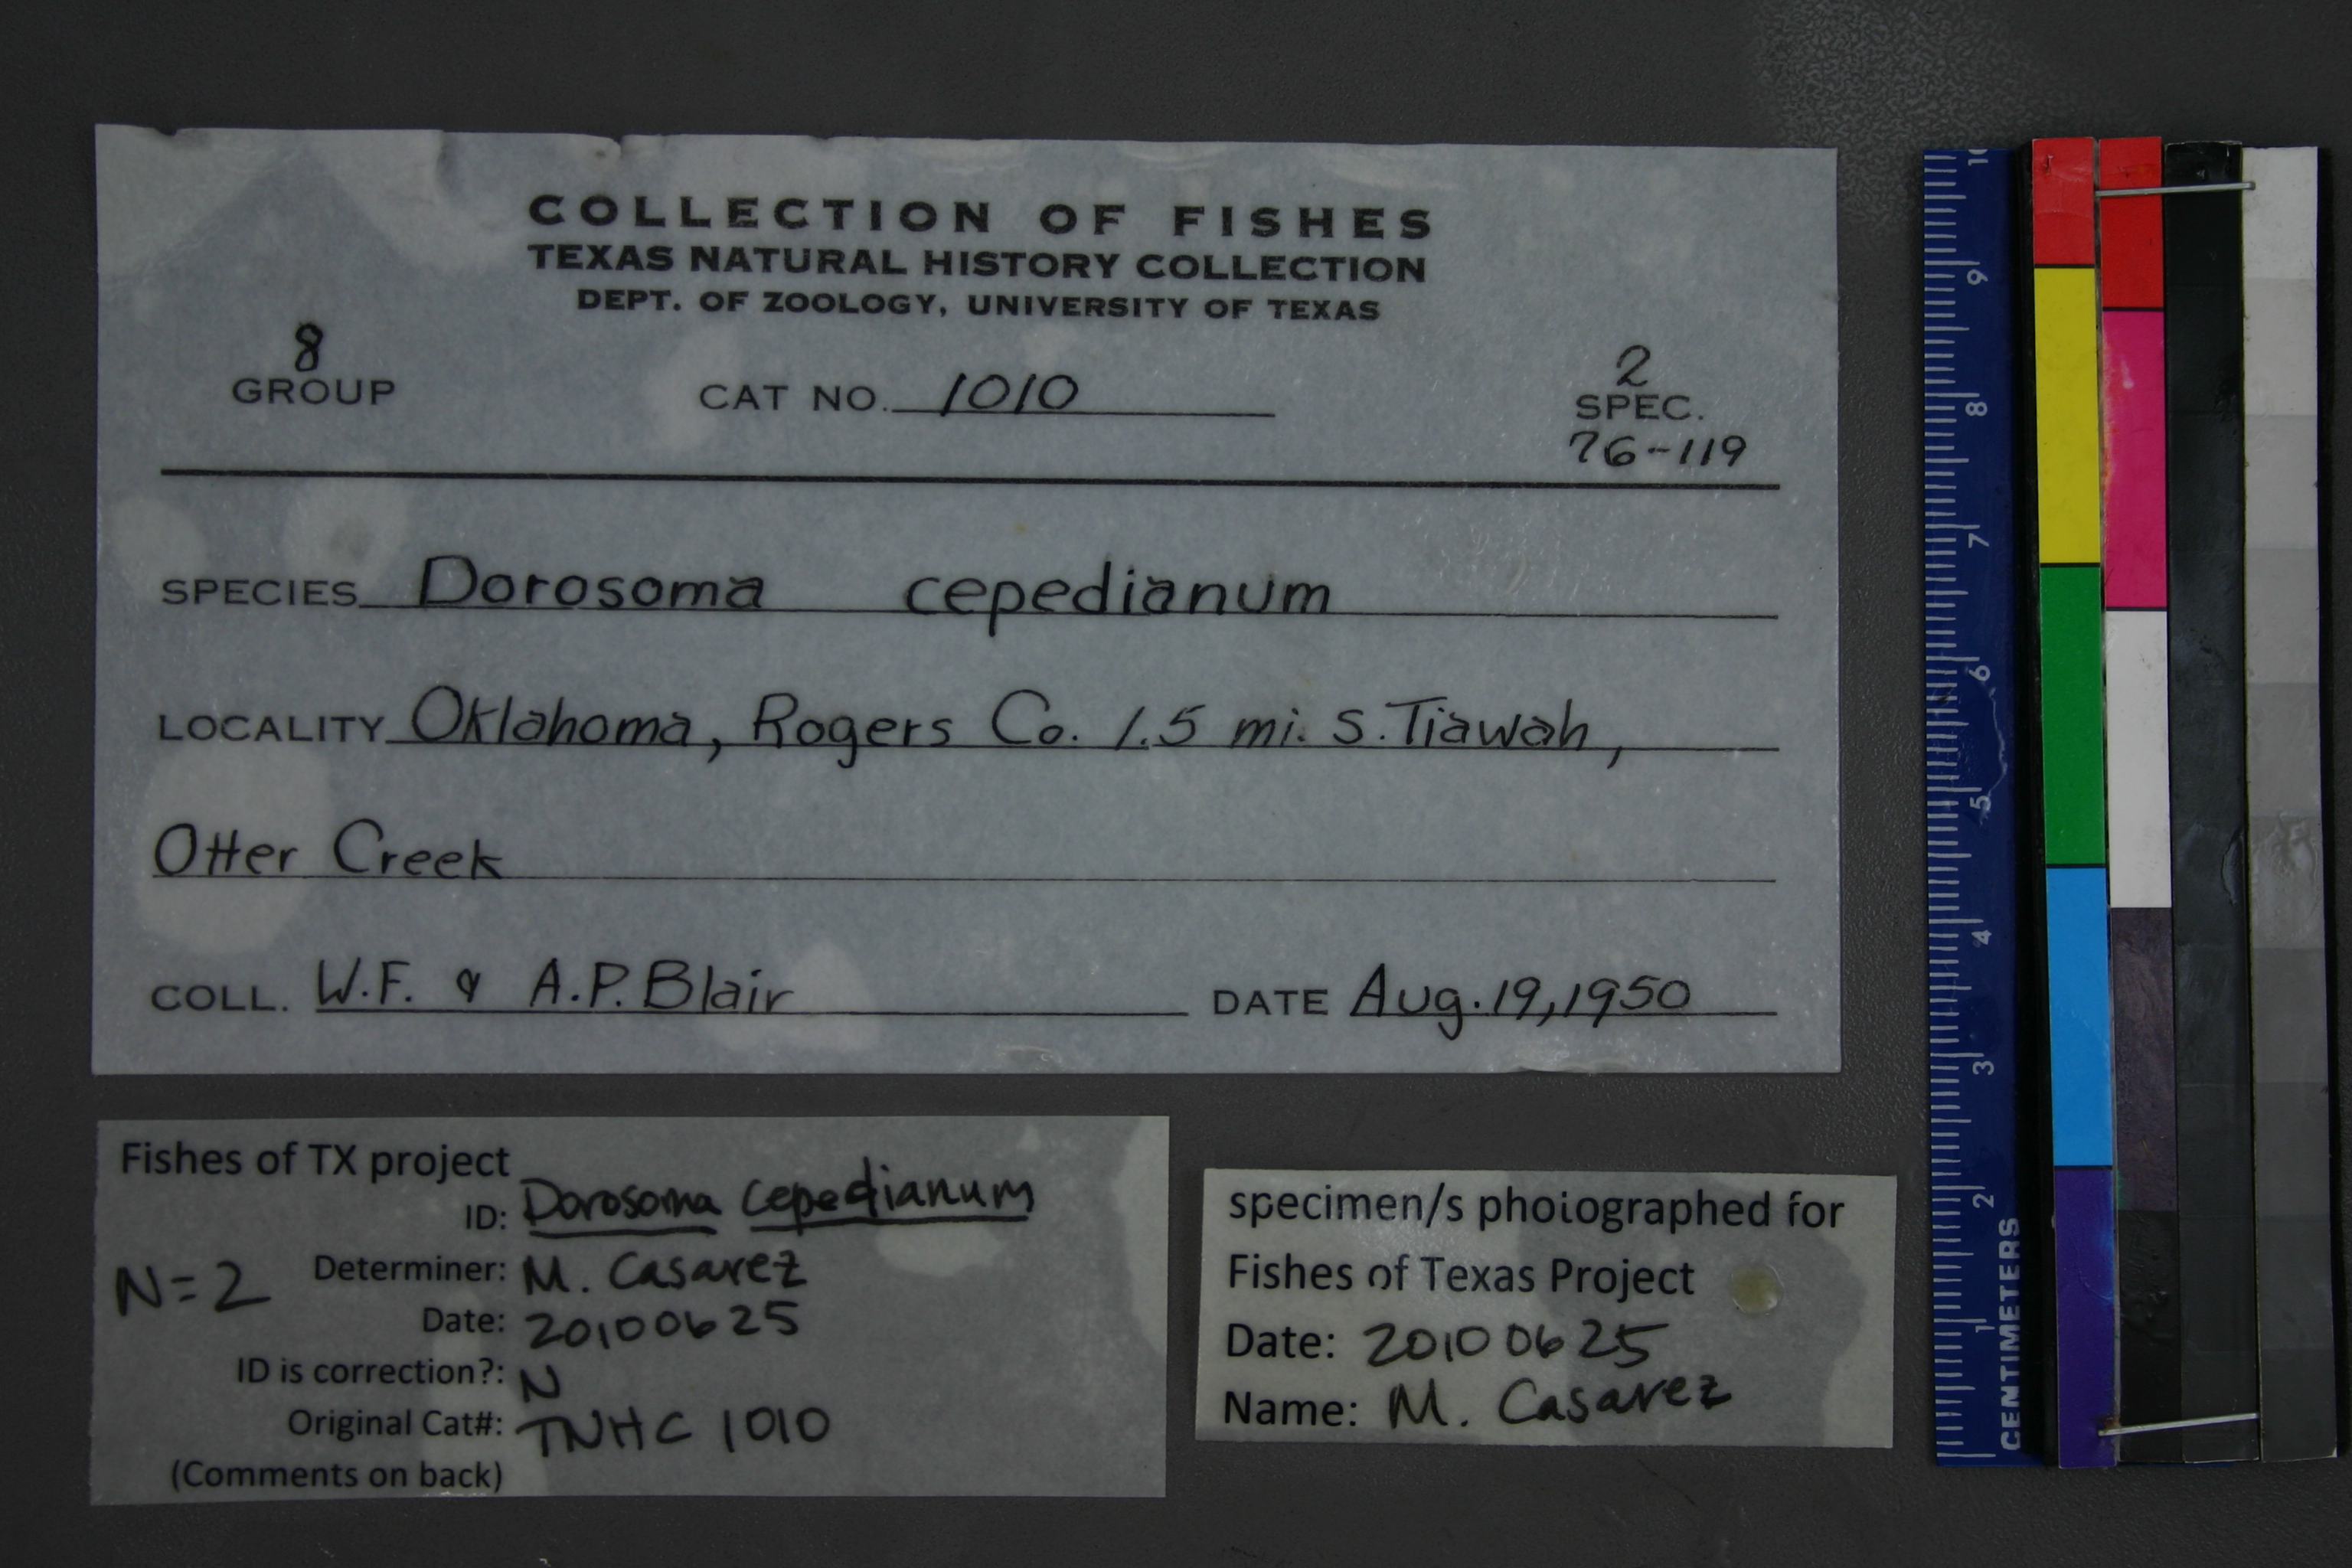 COLLECTION OF FISHES
TEXAS NATURAL HISTORY COLLECTION
DEPT. OF ZOOLOGY, UNIVERSITY OF TEXAS
8
GROUP
CAT NO. 1010
2
SPEC.
76-119
SPECIES Dorosoma cepedianum
LOCALITY Oklahoma, Rogers Co. 1.5 mi. S. Tiawah,
Otter Creek
COLL. W.F. & A.P. Blair DATE Aug. 19, 1950
Fishes of TX project
ID: Dorosoma cepedianum
N=2
Determiner: M. Casarez
Date: 20100625
ID is correction?: N
Original Cat#: TNHC 1010
(Comments on back)
specimen/s photographed for
Fishes of Texas Project
Date: 20100625
Name: M. Casarez
10
9
8
7
6
5
4
3
2
1
CENTIMETERS